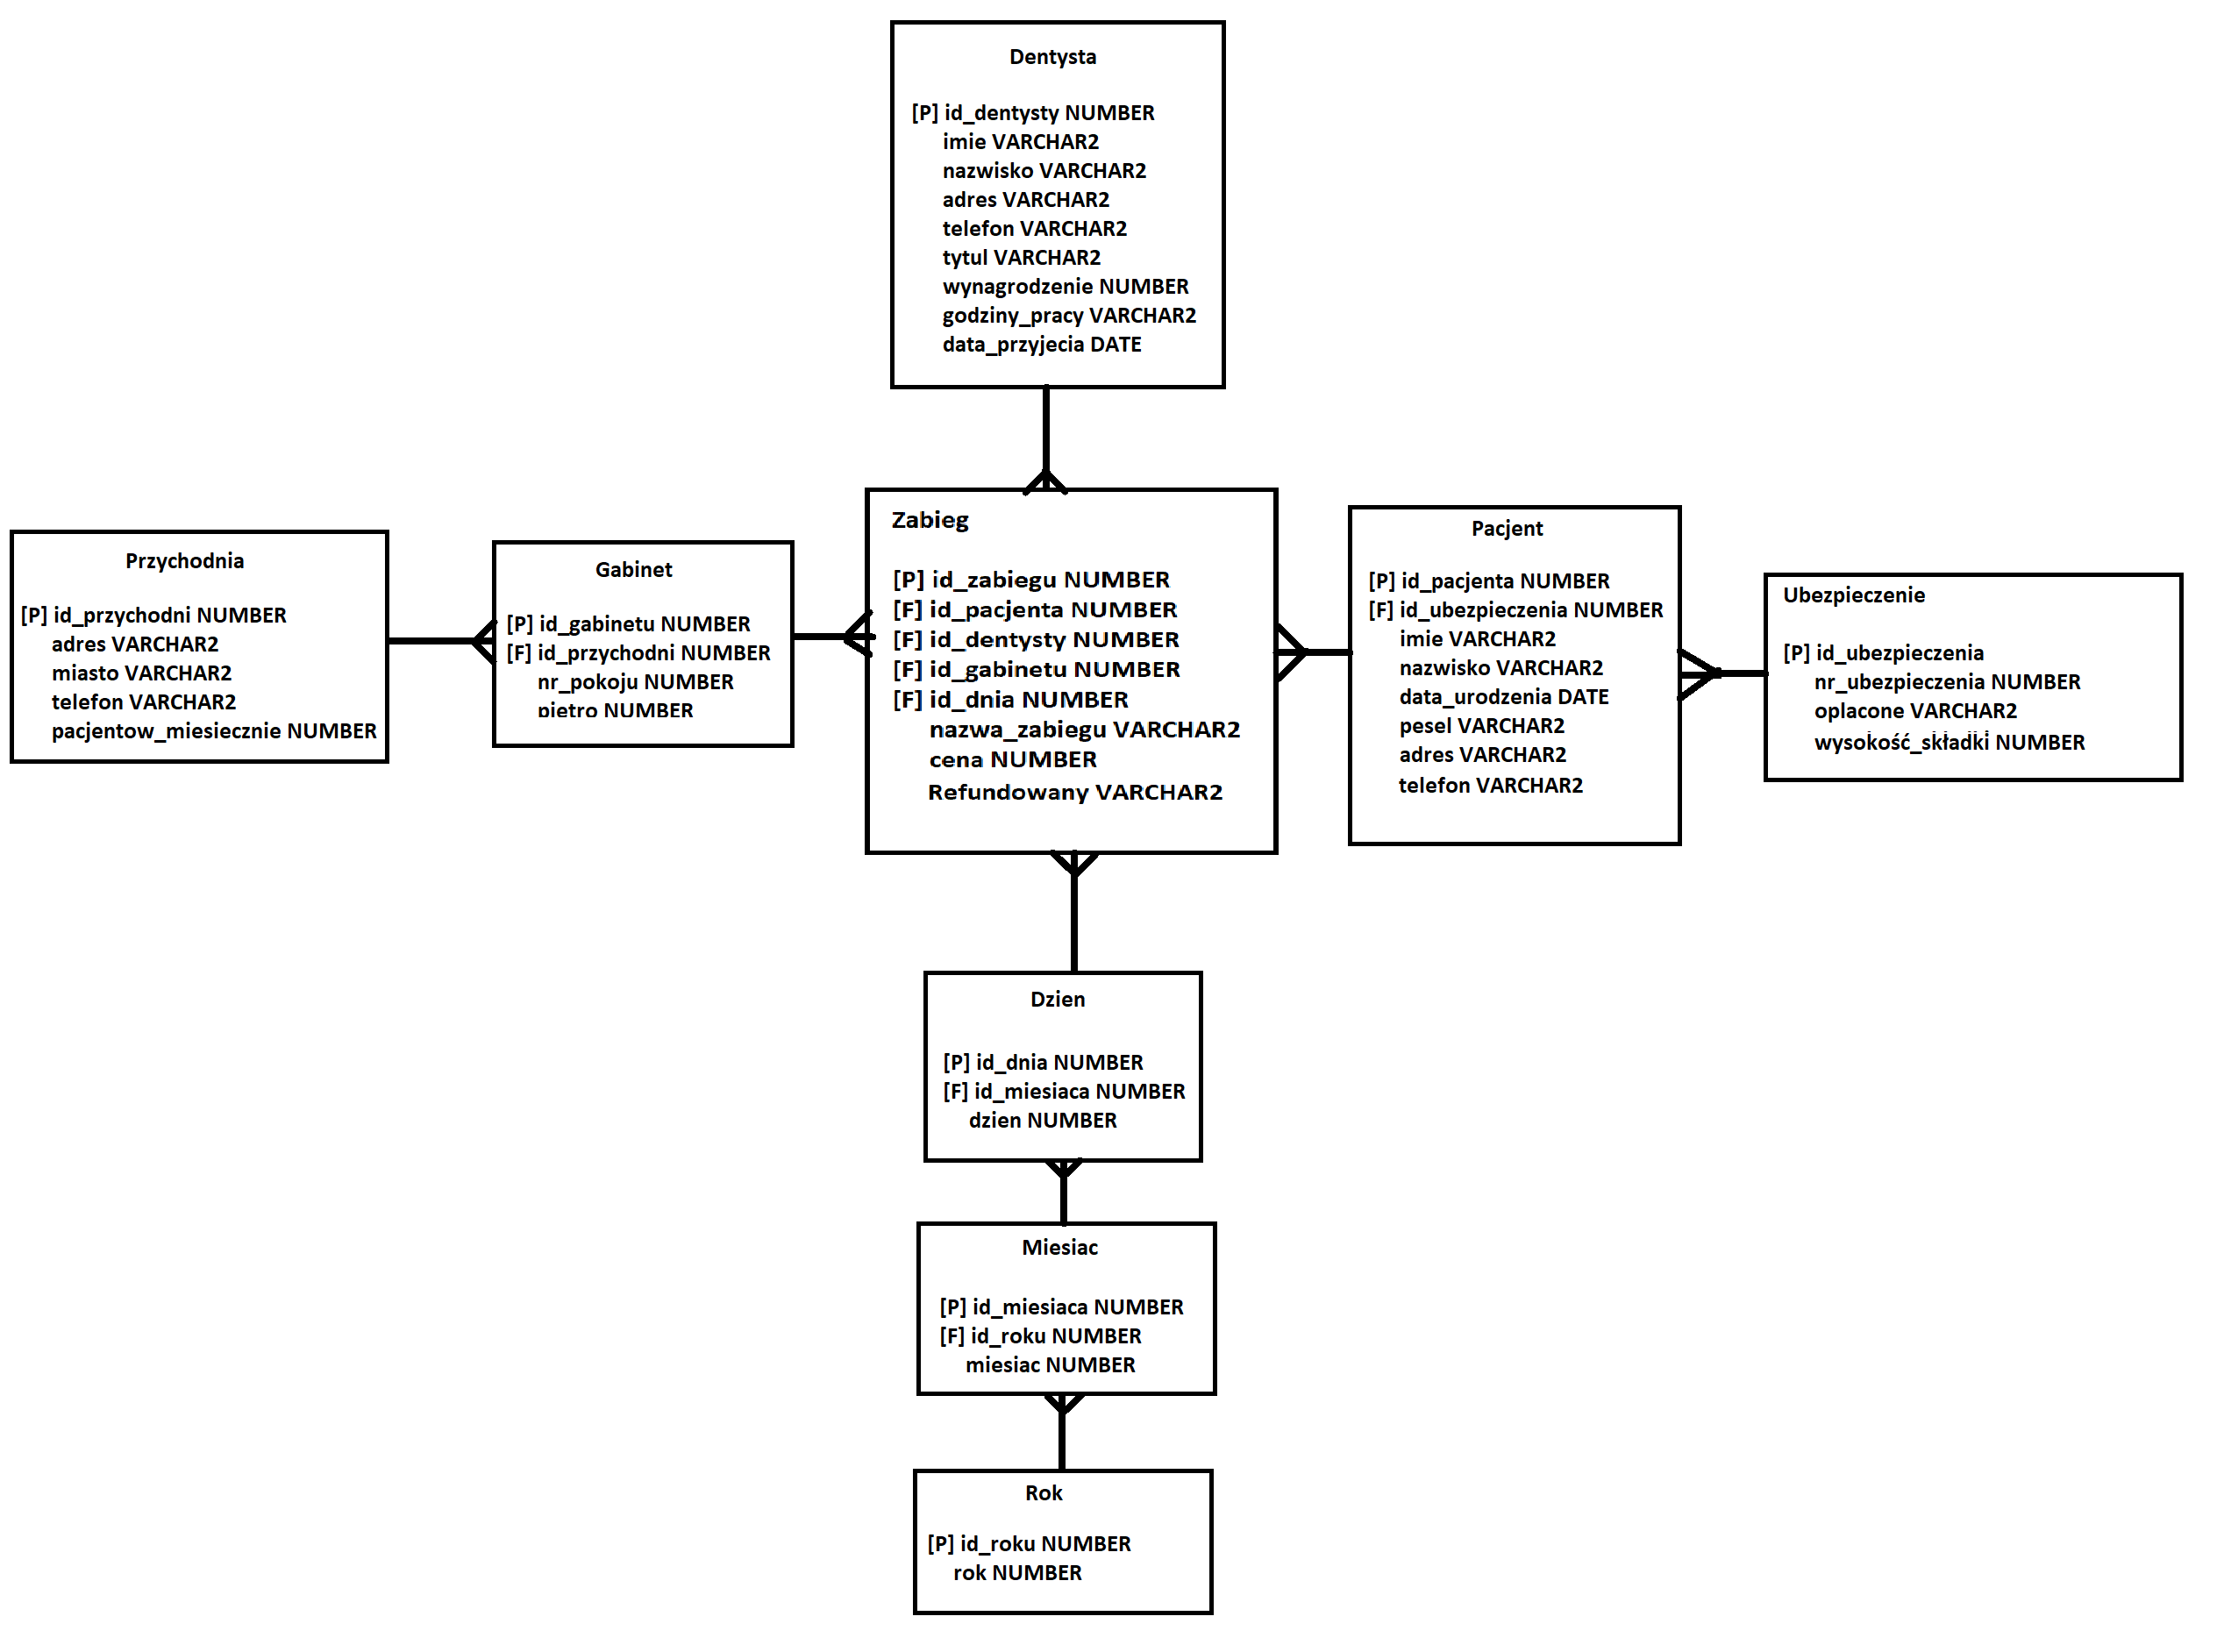 Dentysta
[P] id_dentysty NUMBER
imie VARCHAR2
nazwisko VARCHAR2
adres VARCHAR2
telefon VARCHAR2
tytul VARCHAR2
wynagrodzenie NUMBER
godziny_pracy VARCHAR2
data_przyjecia DATE
Przychodnia
[P] id_przychodni NUMBER
adres VARCHAR2
miasto VARCHAR2
telefon VARCHAR2
pacjentow_miesiecznie NUMBER
Gabinet
[P] id_gabinetu NUMBER
[F] id_przychodni NUMBER
nr_pokoju NUMBER
pietro NUMBER
Zabieg
[P] id_zabiegu NUMBER
[F] id_pacjenta NUMBER
[F] id_dentysty NUMBER
[F] id_gabinetu NUMBER
[F] id_dnia NUMBER
nazwa_zabiegu VARCHAR2
cena NUMBER
Refundowany VARCHAR2
Pacjent
[P] id_pacjenta NUMBER
[F] id_ubezpieczenia NUMBER
imie VARCHAR2
nazwisko VARCHAR2
data_urodzenia DATE
pesel VARCHAR2
adres VARCHAR2
telefon VARCHAR2
Ubezpieczenie
[P] id_ubezpieczenia
nr_ubezpieczenia NUMBER
oplacone VARCHAR2
wysokość_składki NUMBER
Dzien
[P] id_dnia NUMBER
[F] id_miesiaca NUMBER
dzien NUMBER
Miesiac
[P] id_miesiaca NUMBER
[F] id_roku NUMBER
miesiac NUMBER
Rok
[P] id_roku NUMBER
rok NUMBER